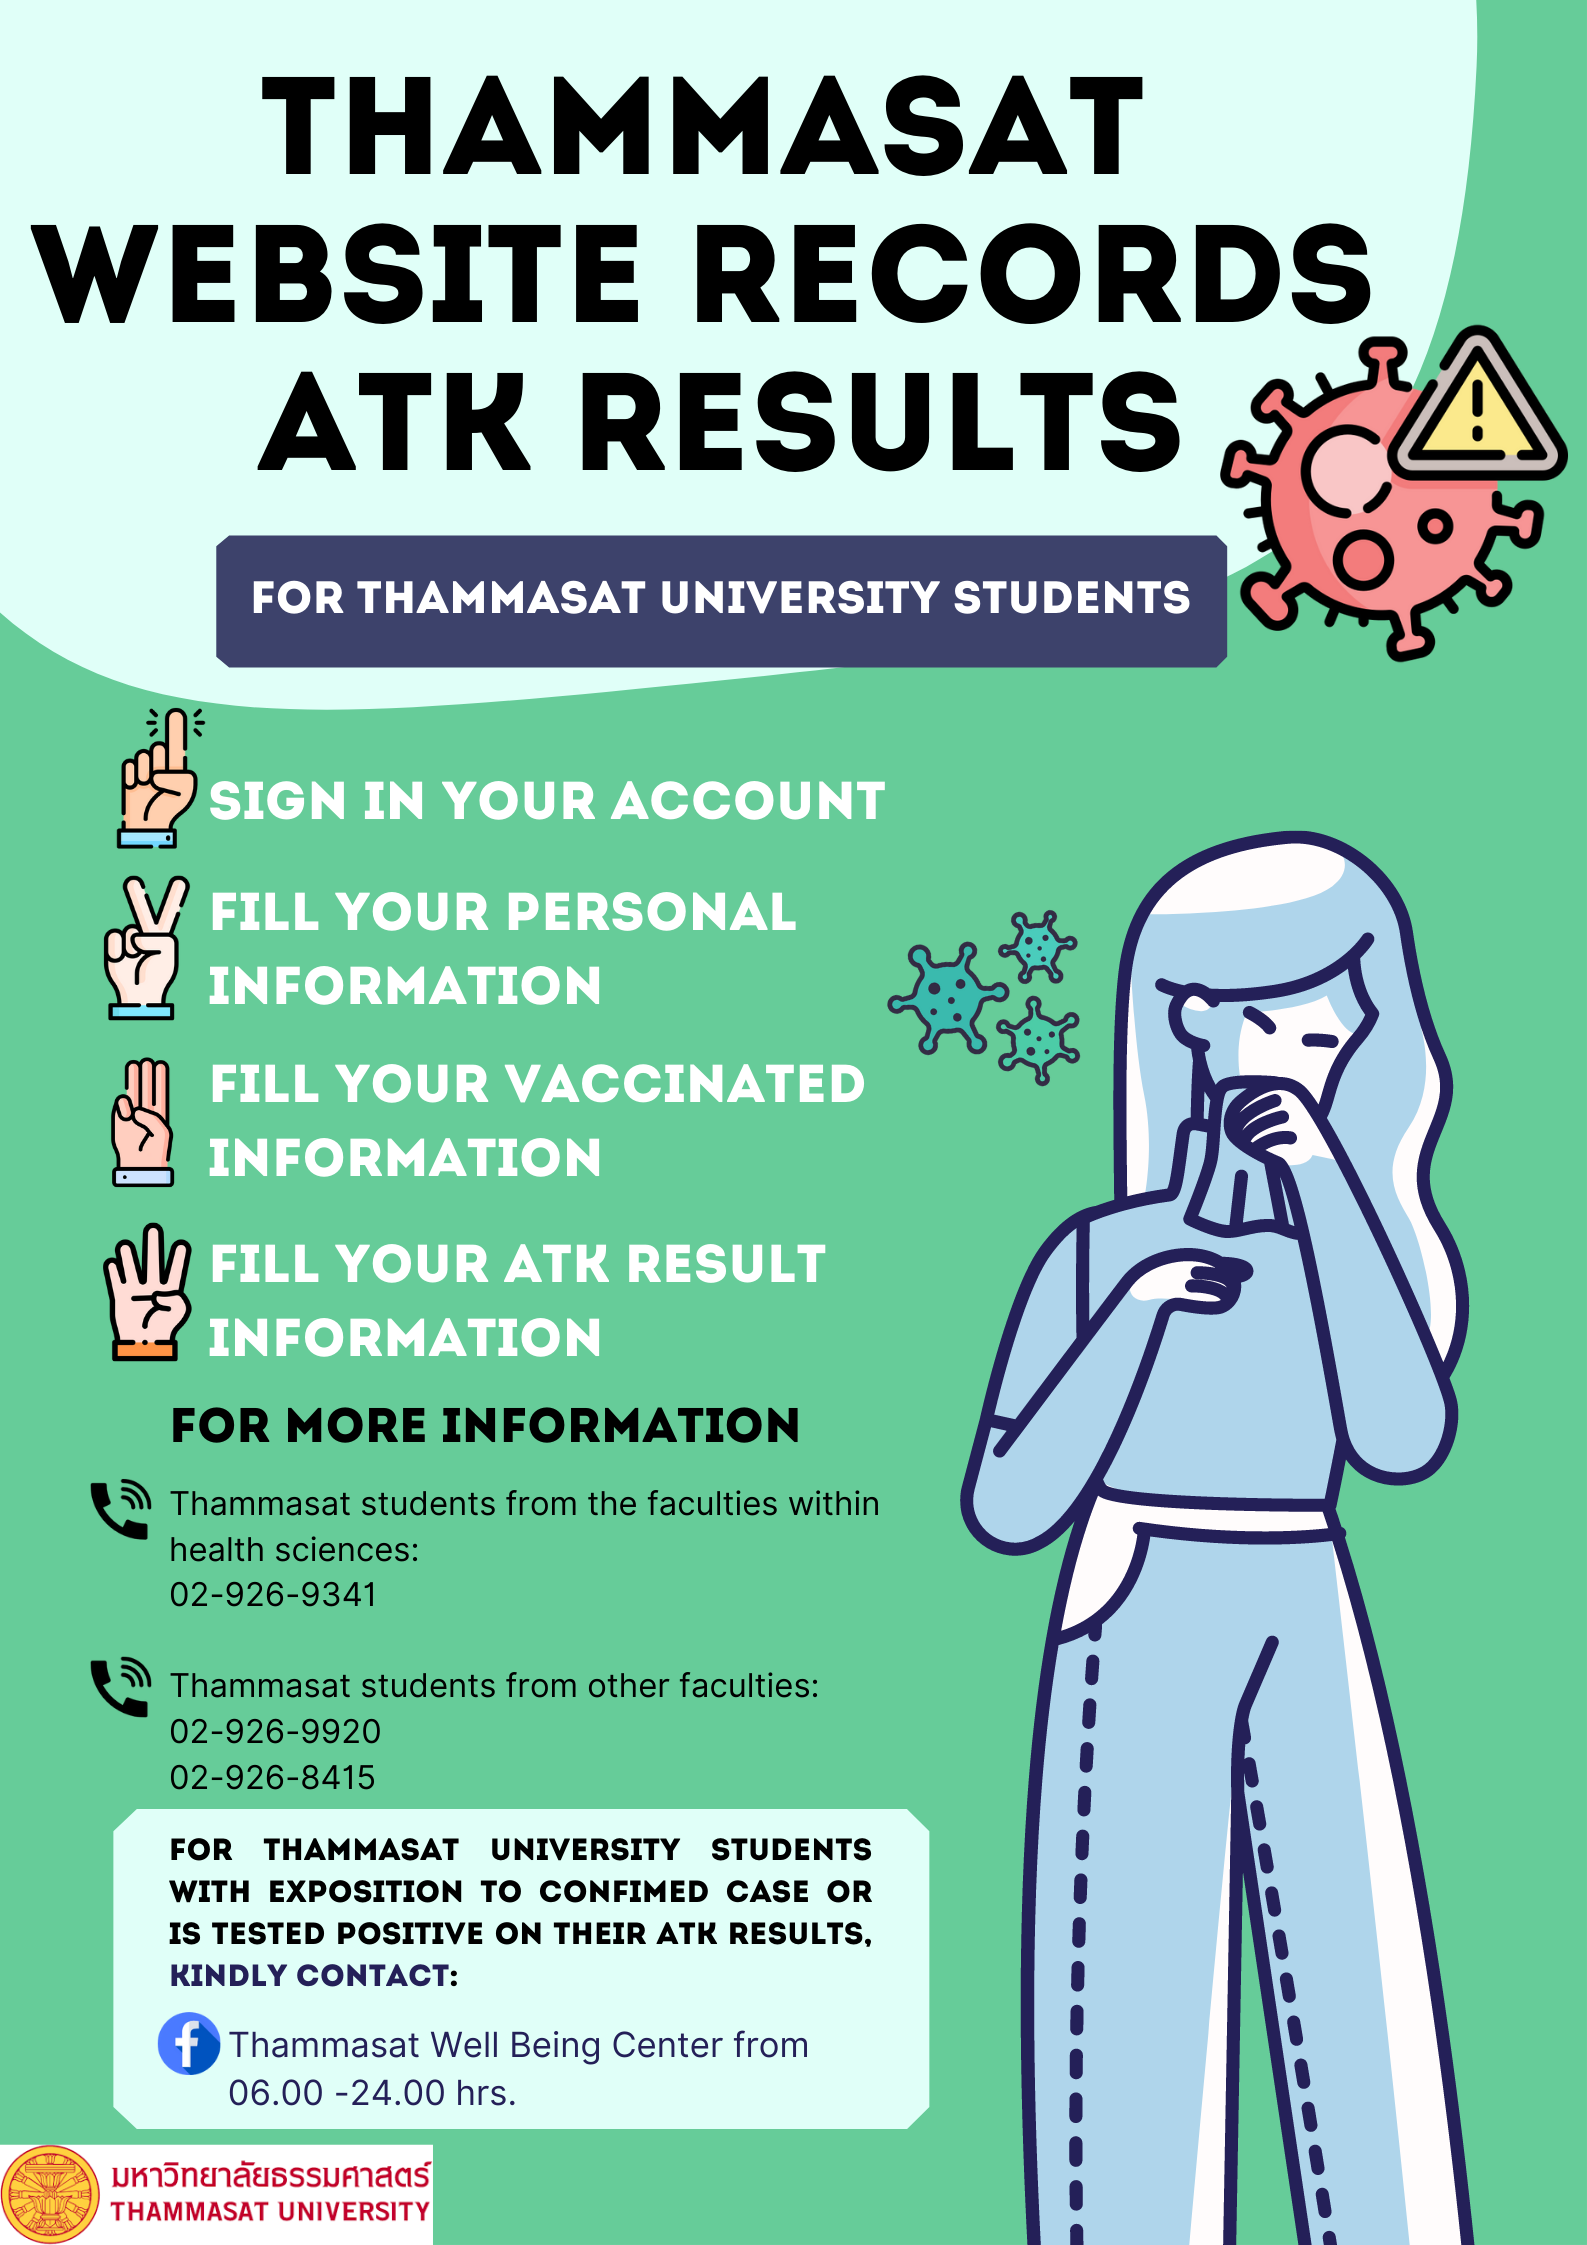 THAMMASAT
WEBSITE RECORDS
ATK RESULTS
FOR THAMMASAT UNIVERSITY STUDENTS
SIGN IN YOUR ACCOUNT
FILL YOUR PERSONAL
INFORMATION
FILL YOUR VACCINATED
INFORMATION
FILL YOUR ATK RESULT
INFORMATION
FOR MORE INFORMATION
Thammasat students from the faculties within
health sciences:
02-926-9341
Thammasat students from other faculties:
02-926-9920
02-926-8415
FOR THAMMASAT UNIVERSITY STUDENTS
WITH EXPOSITION TO CONFIMED CASE OR
IS TESTED POSITIVE ON THEIR ATK RESULTS,
KINDLY CONTACT:
Thammasat Well Being Center from
06.00 -24.00 hrs.
มหาวิทยาลัยธรรมศาสตร์
THAMMASAT UNIVERSITY